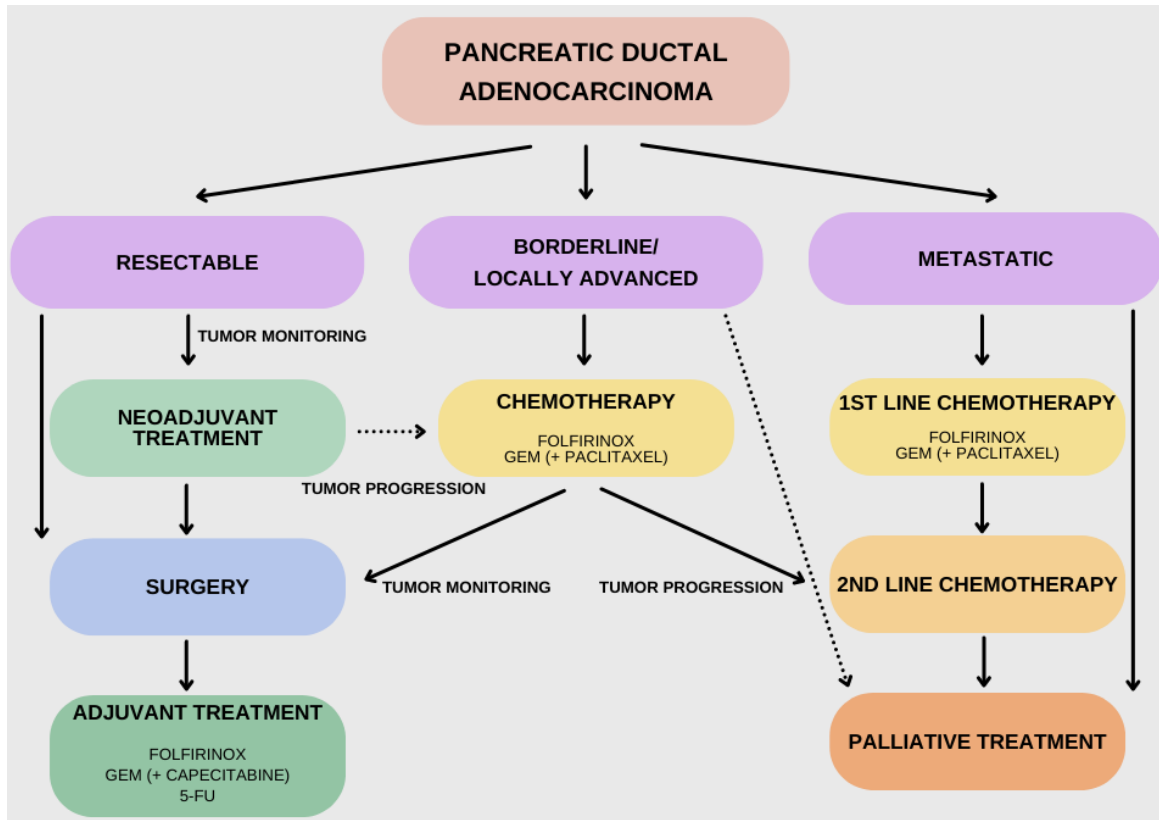 PANCREATIC DUCTAL
ADENOCARCINOMA
RESECTABLE
BORDERLINE/
LOCALLY ADVANCED
METASTATIC
TUMOR MONITORING
NEOADJUVANT
TREATMENT
CHEMOTHERAPY
FOLFIRINOX
GEM (+ PACLITAXEL)
1ST LINE CHEMOTHERAPY
FOLFIRINOX
GEM (+ PACLITAXEL)
TUMOR PROGRESSION
SURGERY
TUMOR MONITORING
TUMOR PROGRESSION
2ND LINE CHEMOTHERAPY
ADJUVANT TREATMENT
FOLFIRINOX
GEM (+ CAPECITABINE)
5-FU
PALLIATIVE TREATMENT